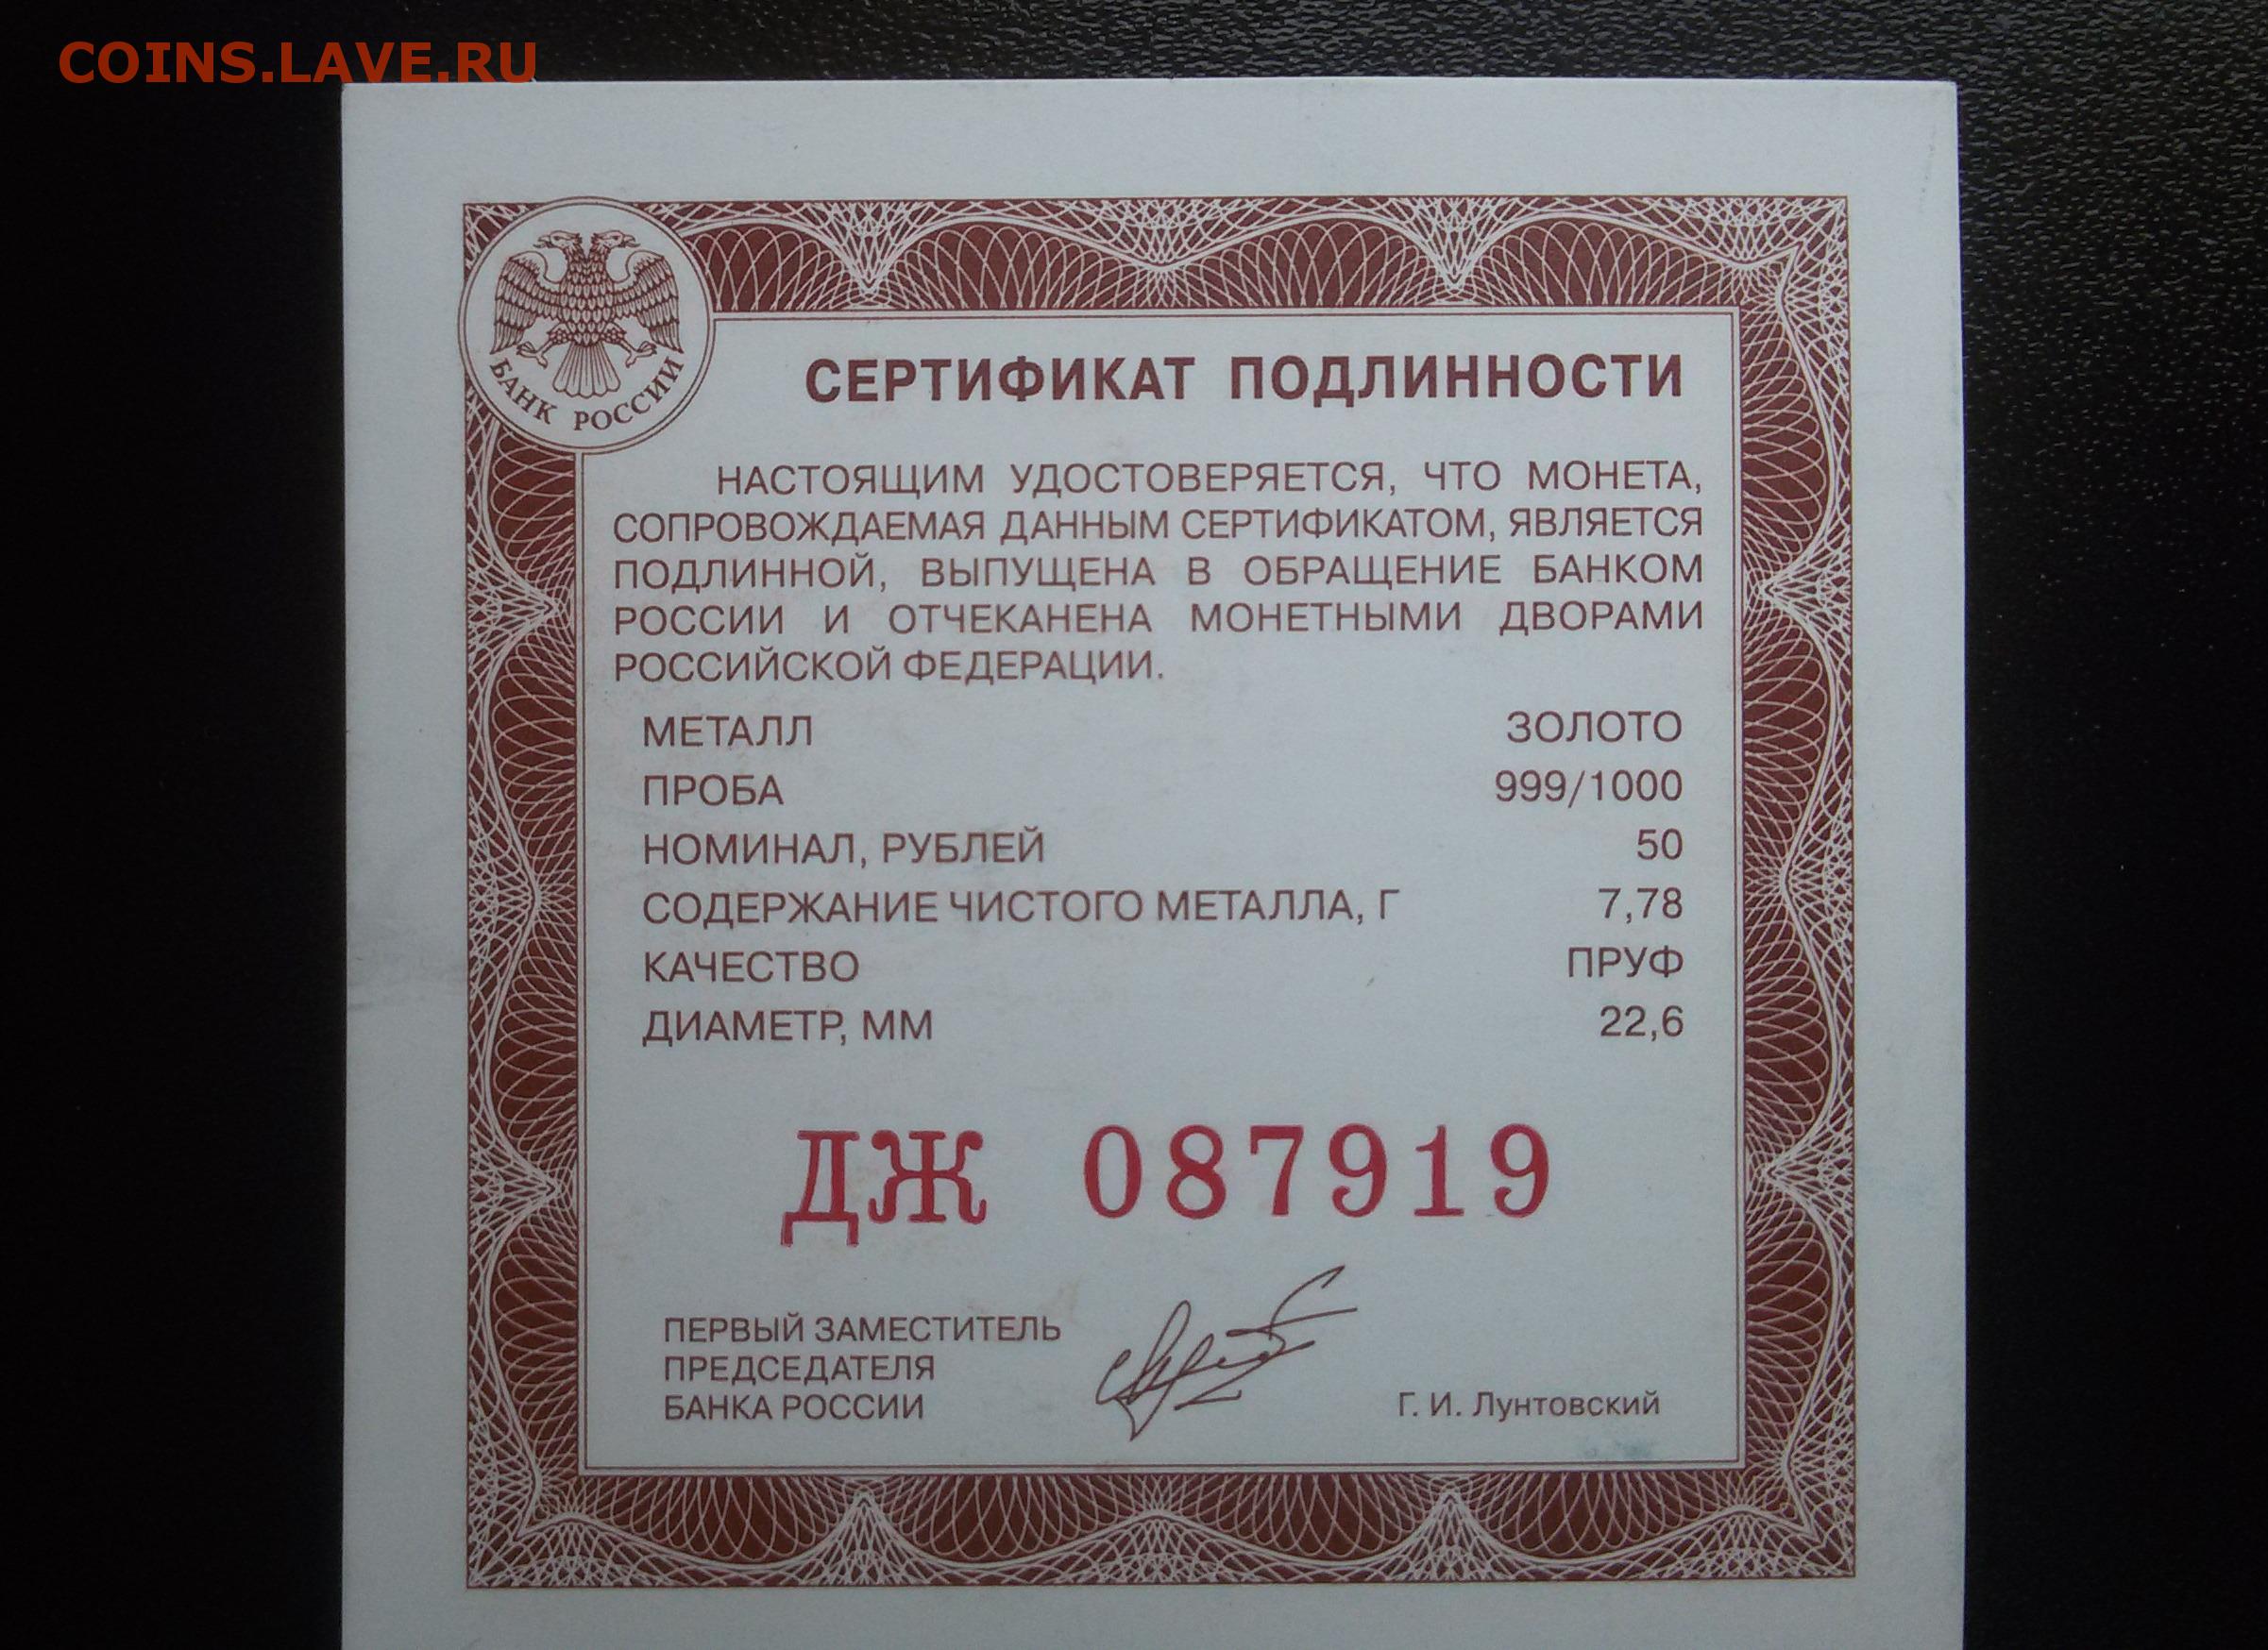 COINS.LAVE.RU
БАНК РОССИИ
СЕРТИФИКАТ ПОДЛИННОСТИ
НАСТОЯЩИМ УДОСТОВЕРЯЕТСЯ, ЧТО МОНЕТА,
СОПРОВОЖДАЕМАЯ ДАННЫМ СЕРТИФИКАТОМ, ЯВЛЯЕТСЯ
ПОДЛИННОЙ, ВЫПУЩЕНА В ОБРАЩЕНИЕ БАНКОМ
РОССИИ И ОТЧЕКАНЕНА МОНЕТНЫМИ ДВОРАМИ
РОССИЙСКОЙ ФЕДЕРАЦИИ.
МЕТАЛЛ ЗОЛОТО
ПРОБА 999/1000
НОМИНАЛ, РУБЛЕЙ 50
СОДЕРЖАНИЕ ЧИСТОГО МЕТАЛЛА, Г 7,78
КАЧЕСТВО ПРУФ
ДИАМЕТР, ММ 22,6
ДЖ 087919
ПЕРВЫЙ ЗАМЕСТИТЕЛЬ
ПРЕДСЕДАТЕЛЯ
БАНКА РОССИИ Г. И. Лунтовский